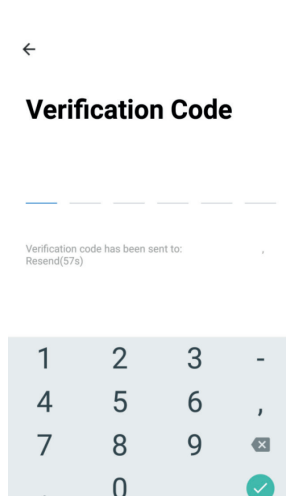 Verification Code
Verification code has been sent to: ,
Resend(57s)
1 2 3 -
4 5 6 ,
7 8 9
. 0